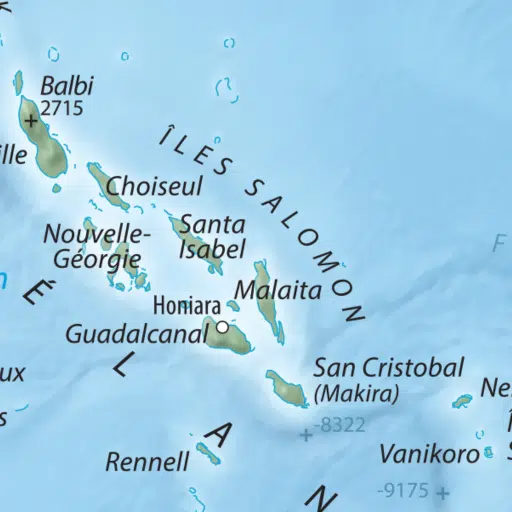 Balbi
2715
ille
ÎLES SALOMON
Choiseul
Nouvelle-
Géorgie
Santa
Isabel
F
Malaita
Honiara
Guadalcanal
É L A N
ux
s
San Cristobal
(Makira)
-8322
Ne
Rennell
Vanikoro
-9175